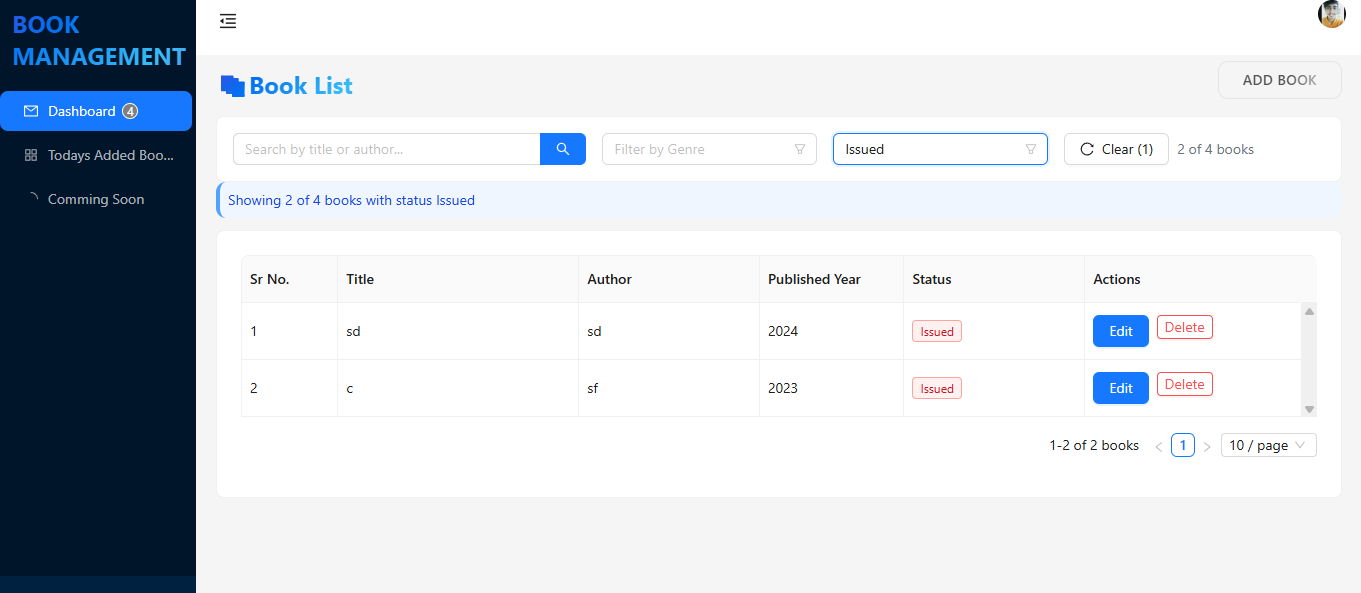 BOOK
MANAGEMENT
Dashboard 4
Todays Added Boo...
Comming Soon
Book List
ADD BOOK
Search by title or author...
Filter by Genre
Issued
Clear (1)
2 of 4 books
Showing 2 of 4 books with status Issued
Sr No. Title Author Published Year Status Actions
1 sd sd 2024 Issued Edit Delete
2 c sf 2023 Issued Edit Delete
1-2 of 2 books < 1 > 10 / page